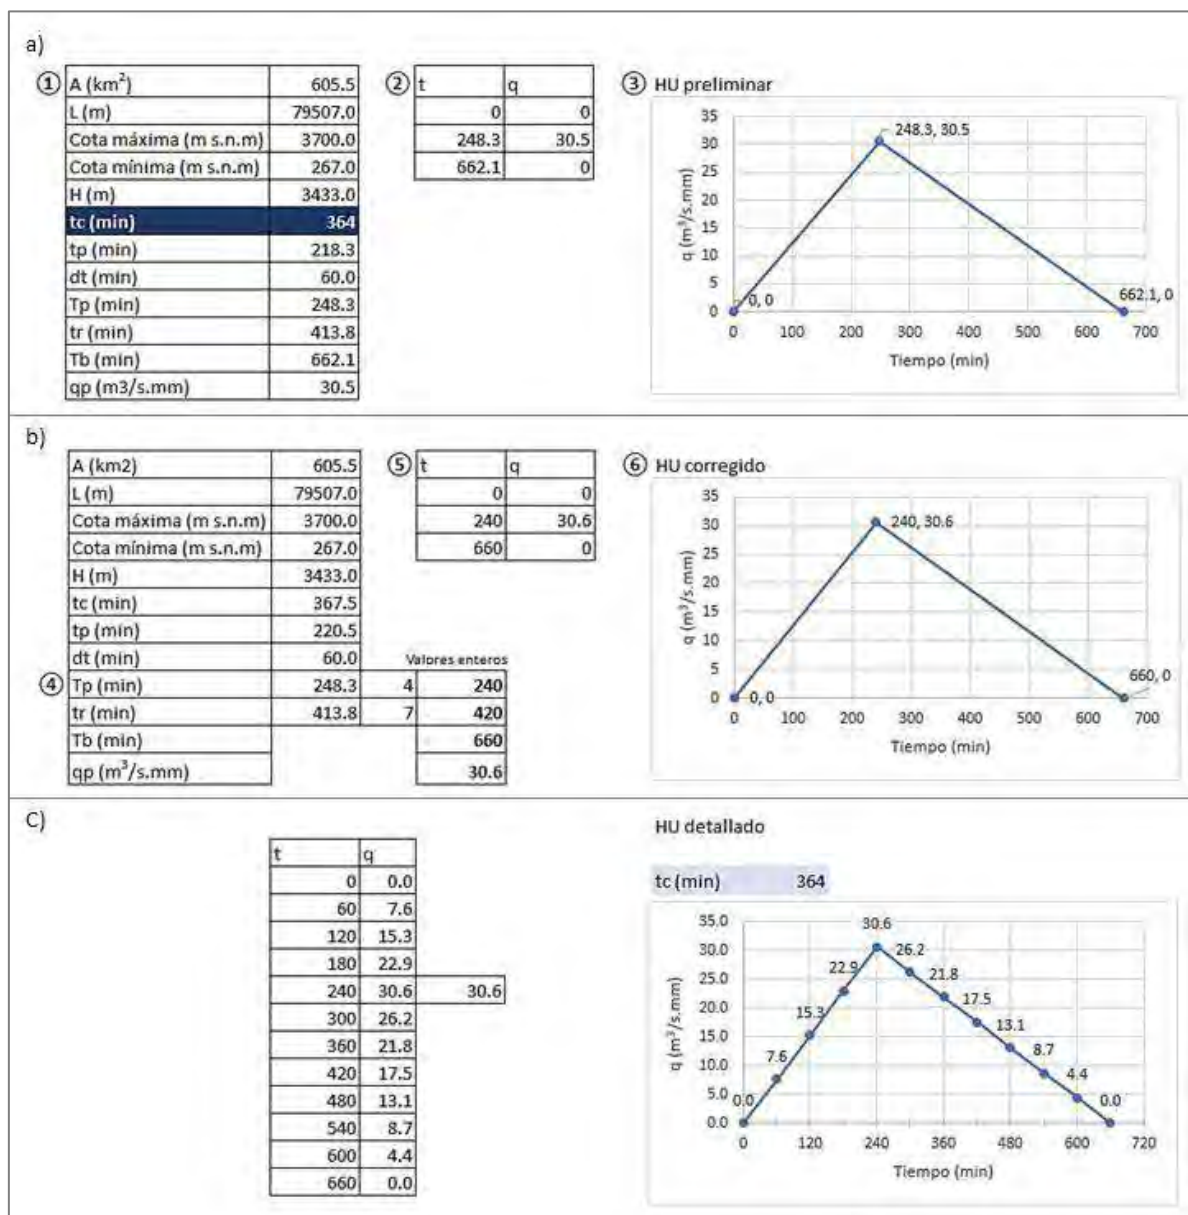 a)
① A (km²) 605.5
L (m) 79507.0
Cota máxima (m s.n.m) 3700.0
Cota mínima (m s.n.m) 267.0
H (m) 3433.0
tc (min) 364
tp (min) 218.3
dt (min) 60.0
Tp (min) 248.3
tr (min) 413.8
Tb (min) 662.1
qp (m3/s.mm) 30.5
② t q
0 0
248.3 30.5
662.1 0
③ HU preliminar
q (m³/s.mm)
35
30
25
20
15
10
5
0
248.3, 30.5
0, 0
662.1, 0
0 100 200 300 400 500 600 700
Tiempo (min)
b)
A (km2) 605.5
L (m) 79507.0
Cota máxima (m s.n.m) 3700.0
Cota mínima (m s.n.m) 267.0
H (m) 3433.0
tc (min) 367.5
tp (min) 220.5
dt (min) 60.0 Valores enteros
④ Tp (min) 248.3 4 240
tr (min) 413.8 7 420
Tb (min) 660
qp (m³/s.mm) 30.6
⑤ t q
0 0
240 30.6
660 0
⑥ HU corregido
q (m³/s.mm)
35
30
25
20
15
10
5
0
240, 30.6
0, 0
660, 0
0 100 200 300 400 500 600 700
Tiempo (min)
C)
t q
0 0.0
60 7.6
120 15.3
180 22.9
240 30.6 30.6
300 26.2
360 21.8
420 17.5
480 13.1
540 8.7
600 4.4
660 0.0
HU detallado
tc (min) 364
q (m³/s.mm)
35.0
30.0
25.0
20.0
15.0
10.0
5.0
0.0
0.0
7.6
15.3
22.9
30.6
26.2
21.8
17.5
13.1
8.7
4.4
0.0
0 120 240 360 480 600 720
Tiempo (min)